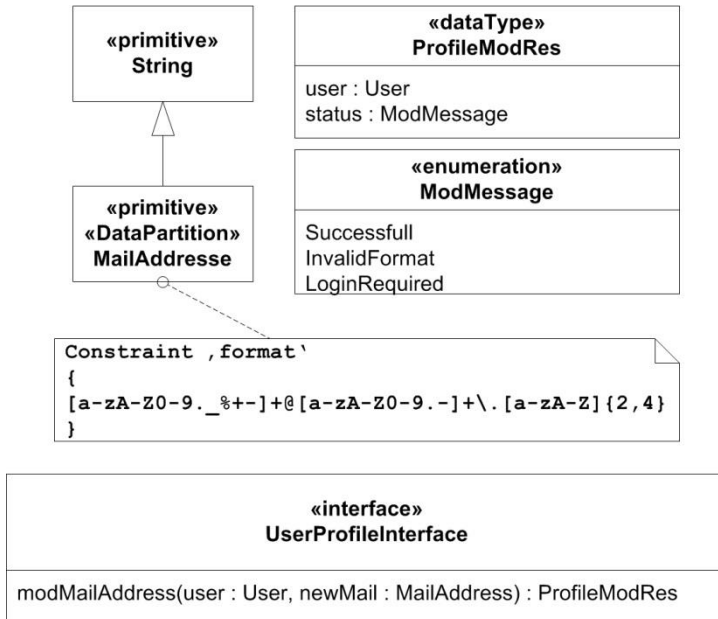 «primitive»
String
«dataType»
ProfileModRes
user : User
status : ModMessage
«primitive»
«DataPartition»
MailAddresse
«enumeration»
ModMessage
Successfull
InvalidFormat
LoginRequired
Constraint ‚format‘
{
[a-zA-Z0-9._%+-]+@[a-zA-Z0-9.-]+\.[a-zA-Z]{2,4}
}
«interface»
UserProfileInterface
modMailAddress(user : User, newMail : MailAddress) : ProfileModRes